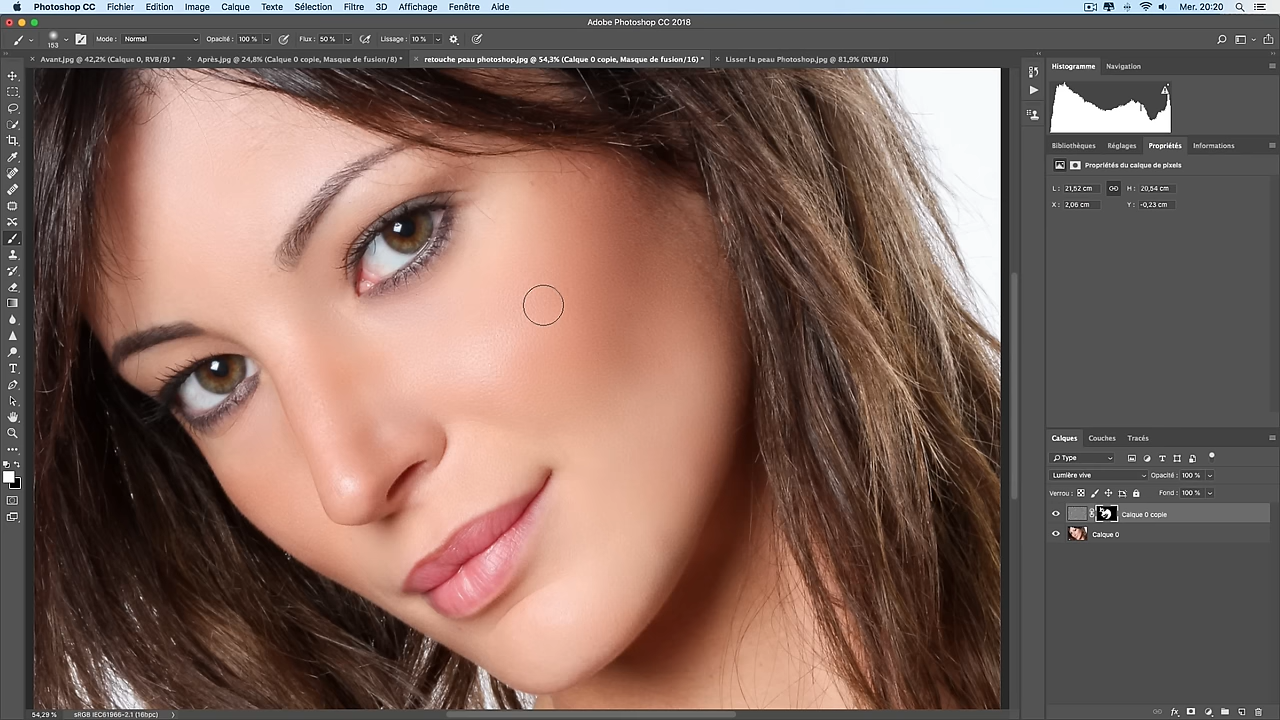 Photoshop CC Fichier Edition Image Calque Texte Sélection Filtre 3D Affichage Fenêtre Aide Mer. 20:20
Adobe Photoshop CC 2018
153 Mode : Normal Opacité : 100 % Flux : 50 % Lissage : 10 %
Avant.jpg @ 42,2% (Calque 0, RVB/8) * Après.jpg @ 24,8% (Calque 0 copie, Masque de fusion/8) * retouche peau photoshop.jpg @ 54,3% (Calque 0 copie, Masque de fusion/16) * Lisser la peau Photoshop.jpg @ 81,9% (RVB/8)
Histogramme Navigation
Bibliothèques Réglages Propriétés Informations
Propriétés du calque de pixels
L : 21,52 cm H : 20,54 cm
X : 2,06 cm Y : -0,23 cm
Calques Couches Tracés
Type
Lumière vive Opacité : 100 %
Verrou : Fond : 100 %
Calque 0 copie
Calque 0
54,29 % sRGB IEC61966-2.1 (16bpc)